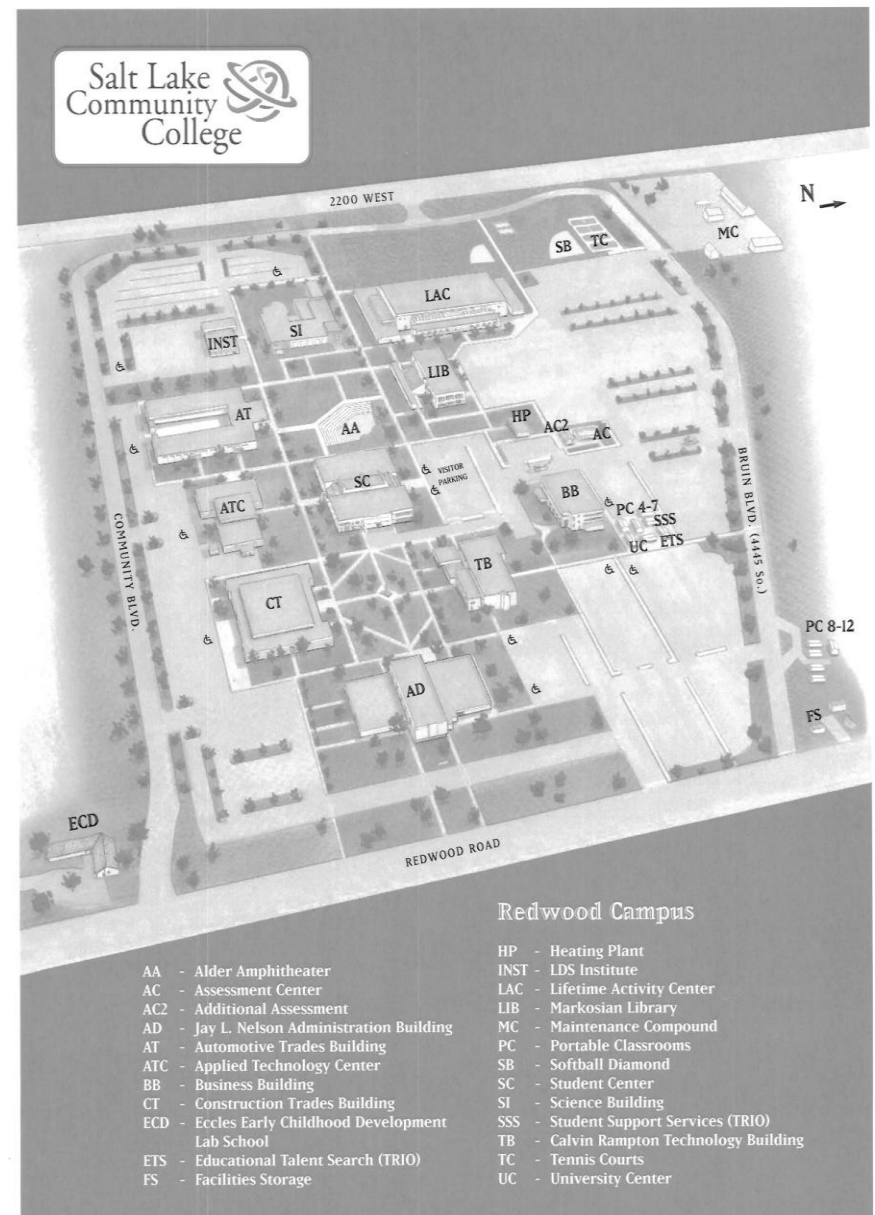 Salt Lake
Community
College
2200 WEST
N
MC
SB
TC
LAC
SI
INST
LIB
AT
AA
HP
AC2
AC
SC
VISITOR
PARKING
BB
ATC
PC 4-7
SSS
UC
ETS
BRUIN BLVD. (4445 So.)
COMMUNITY BLVD.
TB
CT
PC 8-12
AD
FS
ECD
REDWOOD ROAD
Redwood Campus
AA - Alder Amphitheater
AC - Assessment Center
AC2 - Additional Assessment
AD - Jay L. Nelson Administration Building
AT - Automotive Trades Building
ATC - Applied Technology Center
BB - Business Building
CT - Construction Trades Building
ECD - Eccles Early Childhood Development
Lab School
ETS - Educational Talent Search (TRIO)
FS - Facilities Storage
HP - Heating Plant
INST - LDS Institute
LAC - Lifetime Activity Center
LIB - Markosian Library
MC - Maintenance Compound
PC - Portable Classrooms
SB - Softball Diamond
SC - Student Center
SI - Science Building
SSS - Student Support Services (TRIO)
TB - Calvin Rampton Technology Building
TC - Tennis Courts
UC - University Center